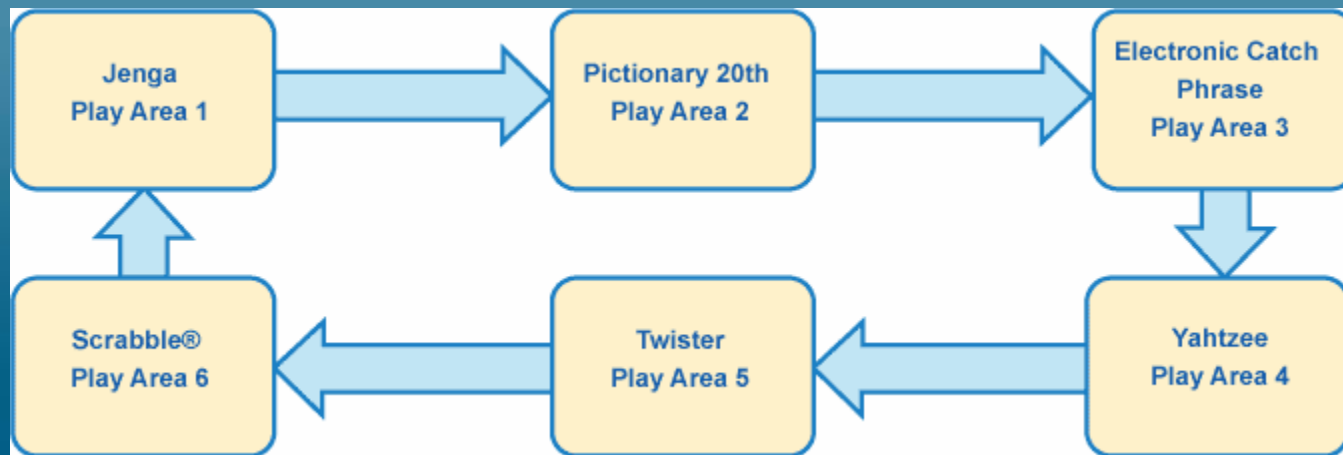 Jenga
Play Area 1
Pictionary 20th
Play Area 2
Electronic Catch
Phrase
Play Area 3
Yahtzee
Play Area 4
Twister
Play Area 5
Scrabble®
Play Area 6